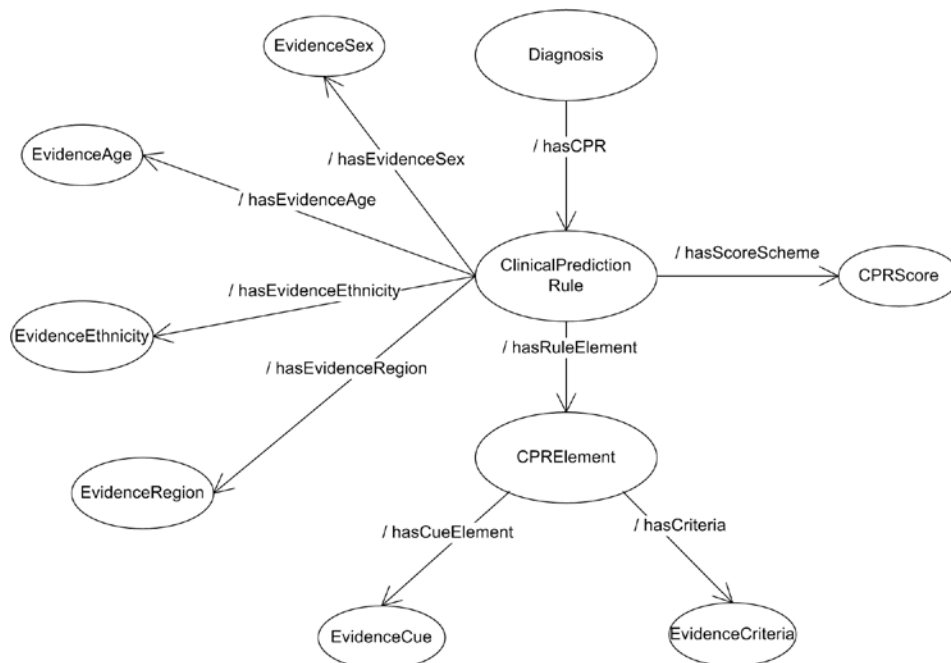 EvidenceSex
Diagnosis
/ hasCPR
EvidenceAge
/ hasEvidenceSex
/ hasEvidenceAge
ClinicalPrediction
Rule
/ hasScoreScheme
CPRScore
/ hasEvidenceEthnicity
EvidenceEthnicity
/ hasRuleElement
/ hasEvidenceRegion
CPRElement
EvidenceRegion
/ hasCueElement
/ hasCriteria
EvidenceCue
EvidenceCriteria